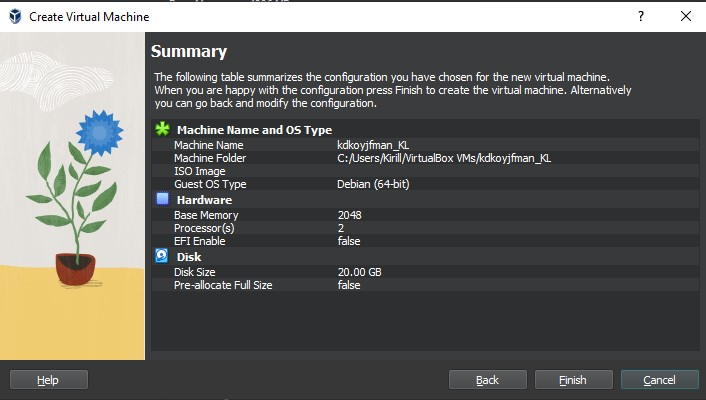 Create Virtual Machine
?
Summary
The following table summarizes the configuration you have chosen for the new virtual machine.
When you are happy with the configuration press Finish to create the virtual machine. Alternatively
you can go back and modify the configuration.
Machine Name and OS Type
Machine Name kdkoyjfman_KL
Machine Folder C:/Users/Kirill/VirtualBox VMs/kdkoyjfman_KL
ISO Image
Guest OS Type Debian (64-bit)
Hardware
Base Memory 2048
Processor(s) 2
EFI Enable false
Disk
Disk Size 20.00 GB
Pre-allocate Full Size false
Help Back Finish Cancel